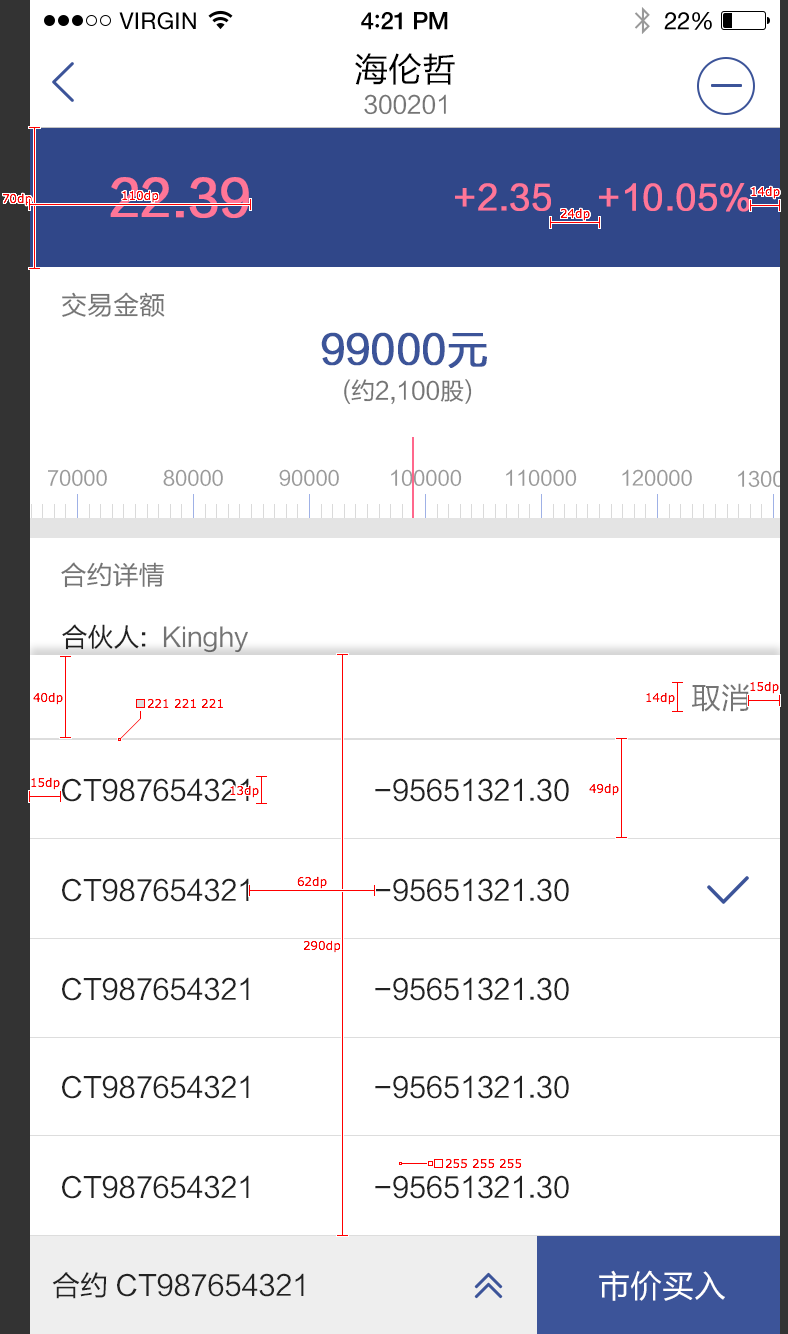 VIRGIN 4:21 PM 22%
海伦哲
300201
70dp 22.39 110dp +2.35 24dp +10.05% 14dp
交易金额
99000元
(约2,100股)
70000 80000 90000 100000 110000 120000 1300
合约详情
合伙人: Kinghy
40dp 221 221 221 14dp 取消 15dp
15dp CT987654321 13dp -95651321.30 49dp
CT987654321 62dp -95651321.30
290dp
CT987654321 -95651321.30
CT987654321 -95651321.30
255 255 255
CT987654321 -95651321.30
合约 CT987654321 市价买入